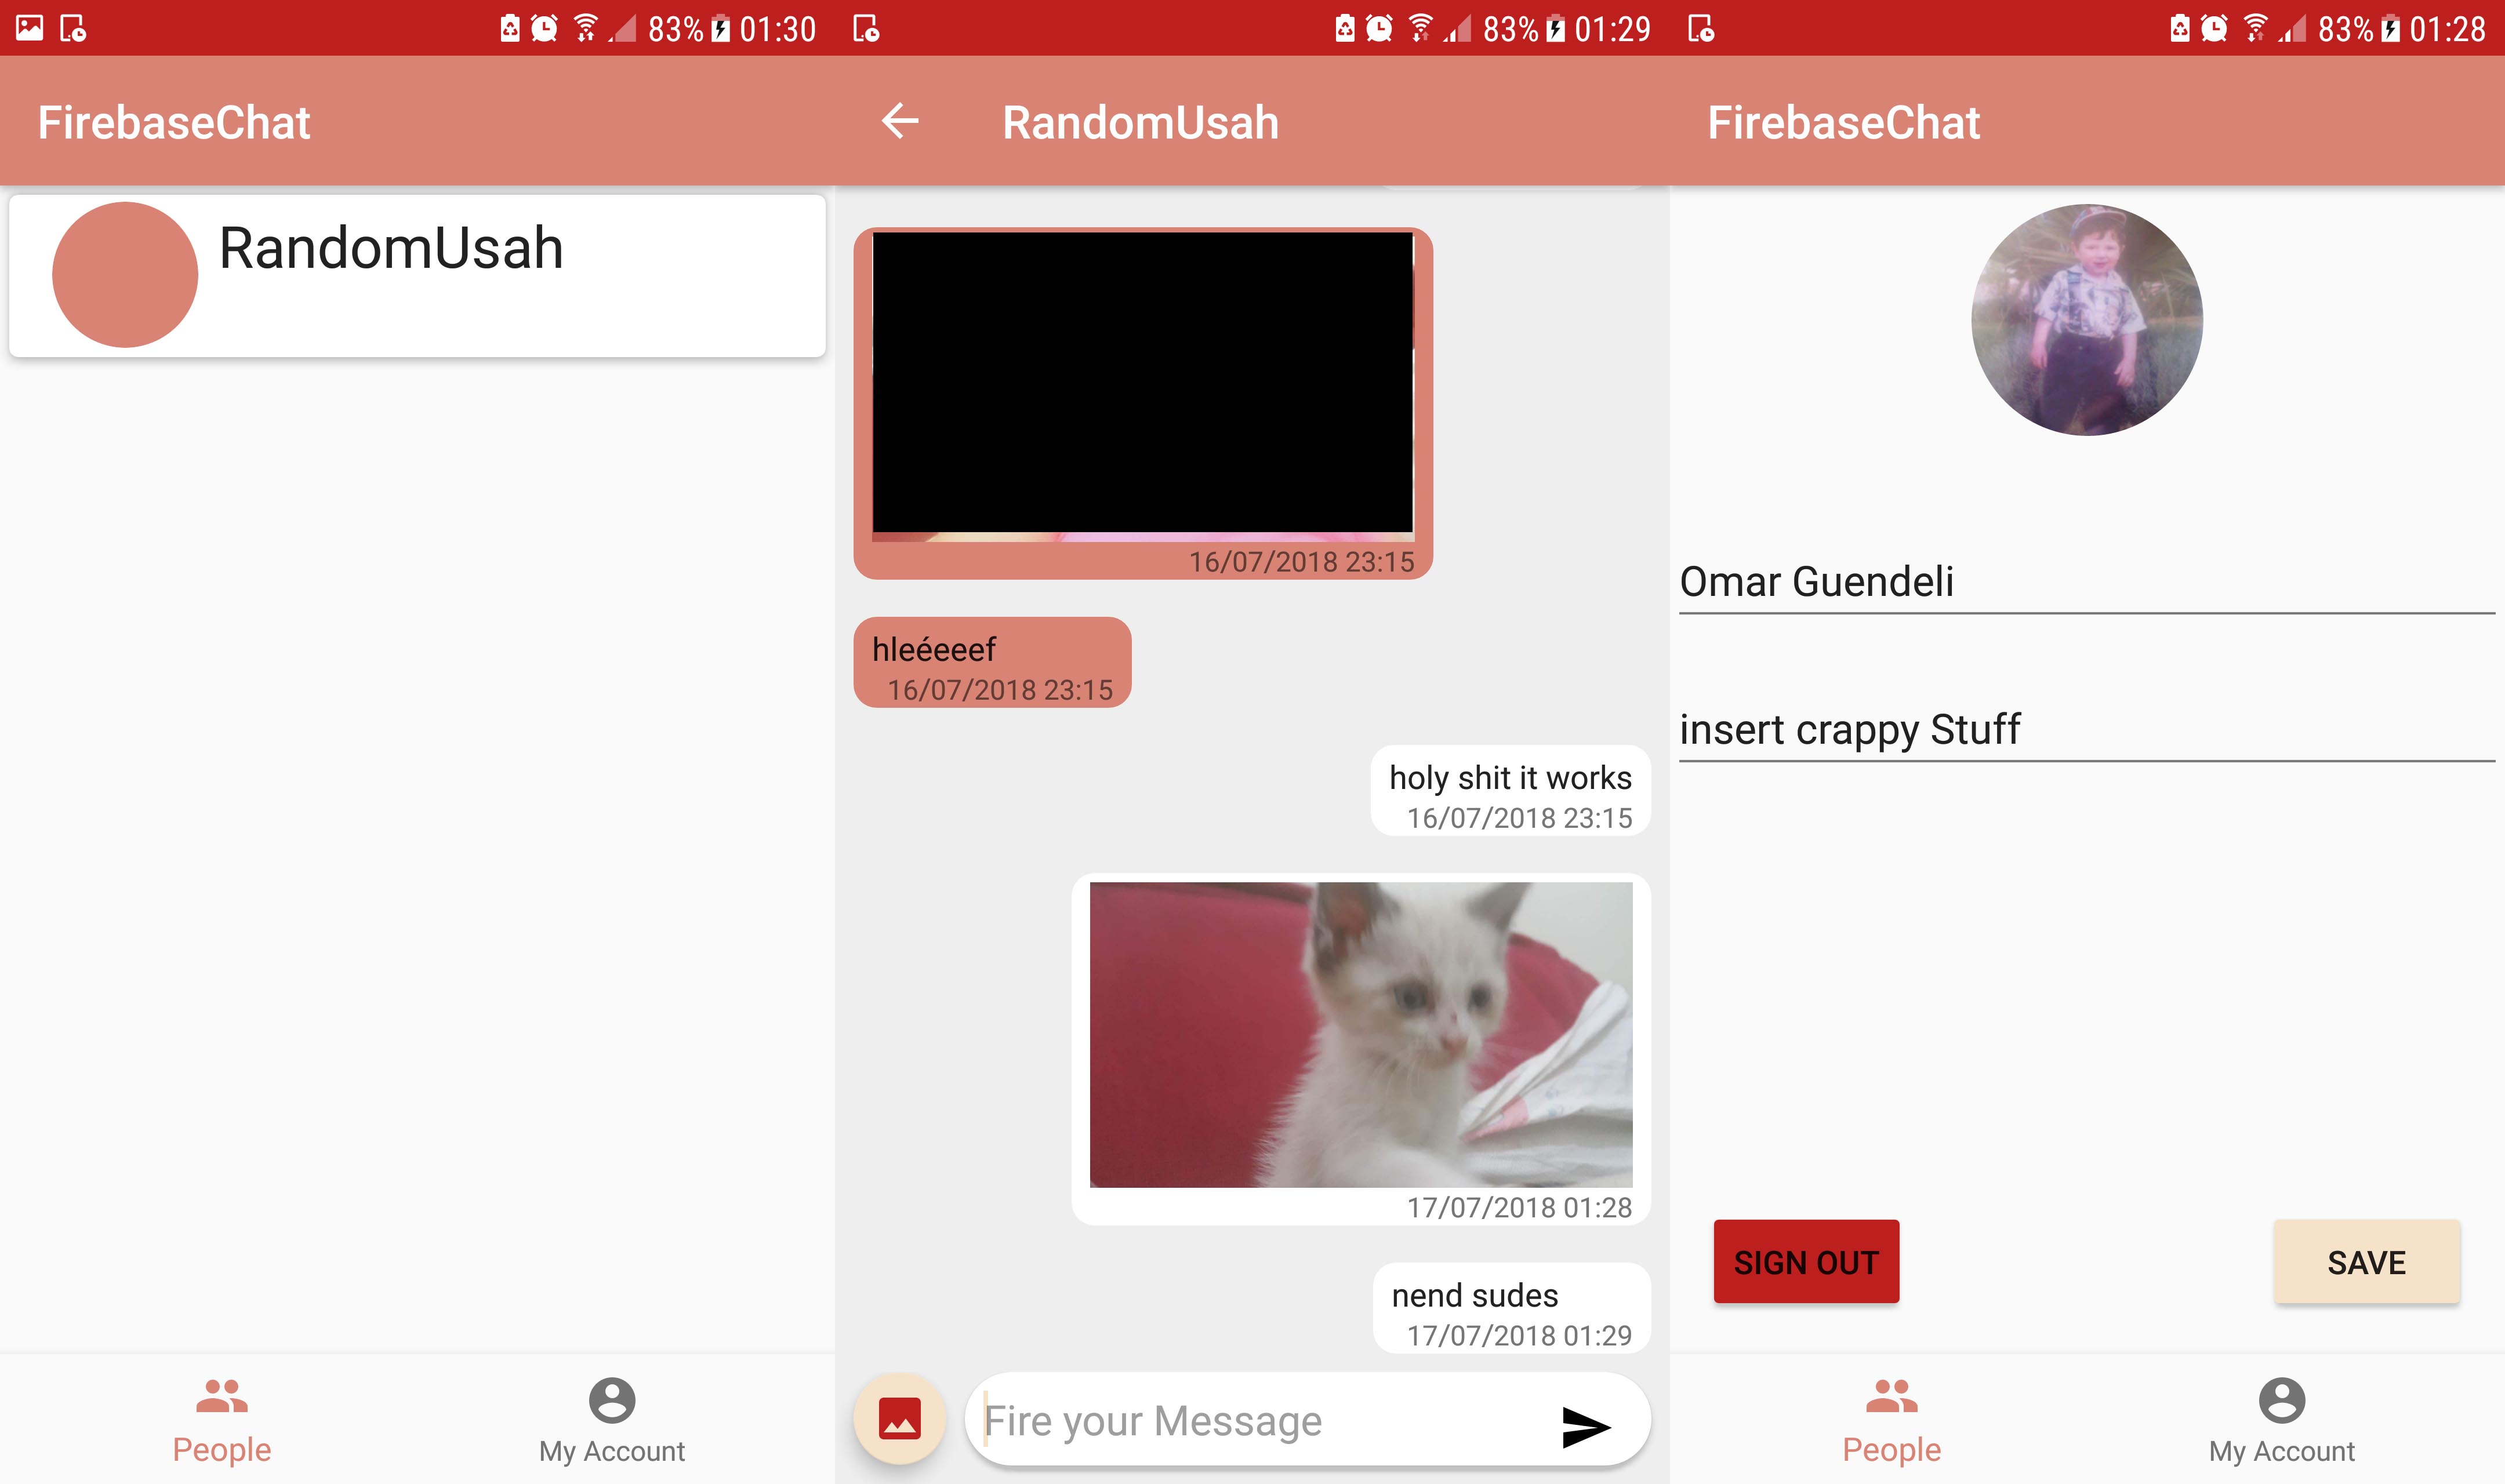 83% 01:30
FirebaseChat
RandomUsah
People
My Account
83% 01:29
RandomUsah
16/07/2018 23:15
hleéeeef
16/07/2018 23:15
holy shit it works
16/07/2018 23:15
17/07/2018 01:28
nend sudes
17/07/2018 01:29
Fire your Message
83% 01:28
FirebaseChat
Omar Guendeli
insert crappy Stuff
SIGN OUT
SAVE
People
My Account